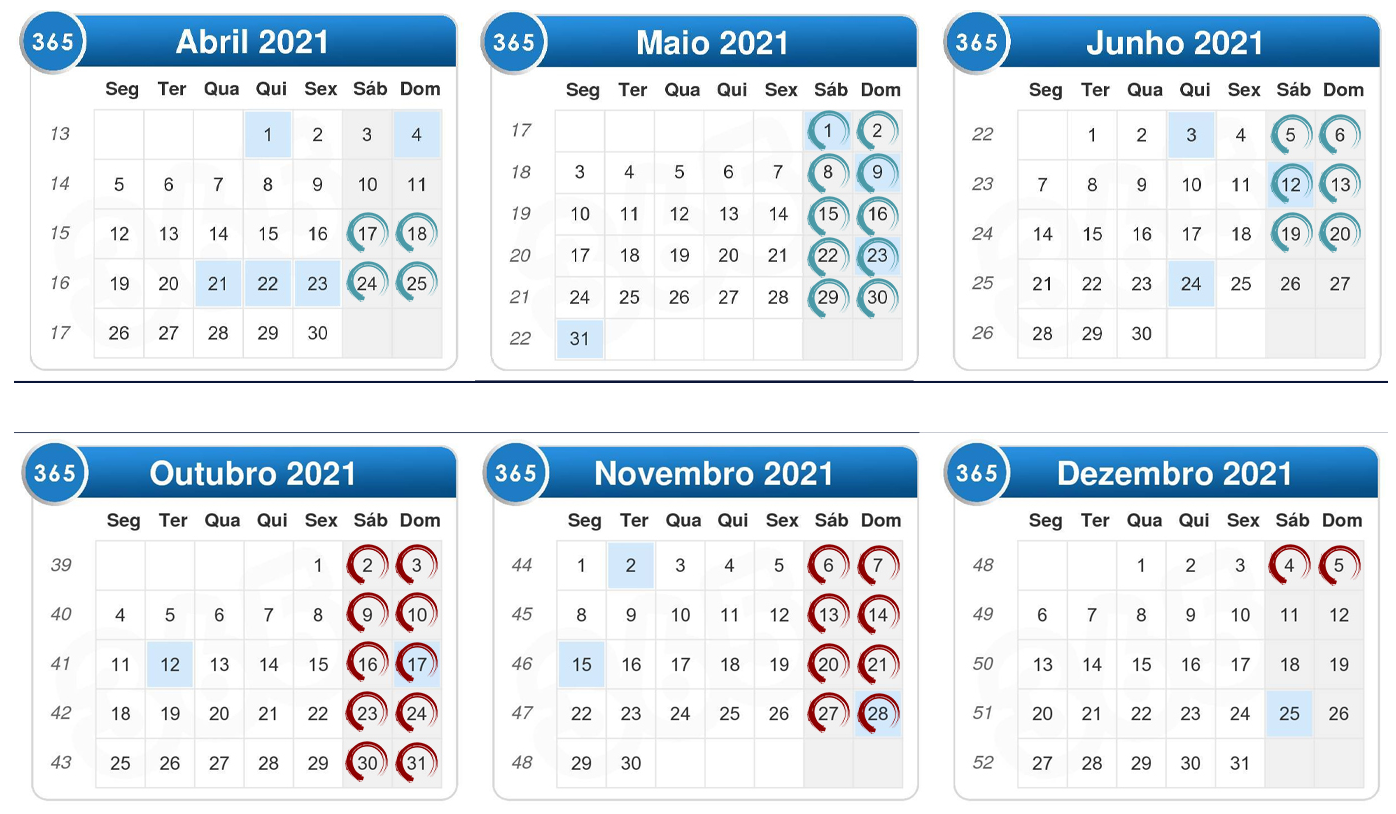 365 Abril 2021
Seg Ter Qua Qui Sex Sáb Dom
13 1 2 3 4
14 5 6 7 8 9 10 11
15 12 13 14 15 16 17 18
16 19 20 21 22 23 24 25
17 26 27 28 29 30
365 Maio 2021
Seg Ter Qua Qui Sex Sáb Dom
17 1 2
18 3 4 5 6 7 8 9
19 10 11 12 13 14 15 16
20 17 18 19 20 21 22 23
21 24 25 26 27 28 29 30
22 31
365 Junho 2021
Seg Ter Qua Qui Sex Sáb Dom
22 1 2 3 4 5 6
23 7 8 9 10 11 12 13
24 14 15 16 17 18 19 20
25 21 22 23 24 25 26 27
26 28 29 30
365 Outubro 2021
Seg Ter Qua Qui Sex Sáb Dom
39 1 2 3
40 4 5 6 7 8 9 10
41 11 12 13 14 15 16 17
42 18 19 20 21 22 23 24
43 25 26 27 28 29 30 31
365 Novembro 2021
Seg Ter Qua Qui Sex Sáb Dom
44 1 2 3 4 5 6 7
45 8 9 10 11 12 13 14
46 15 16 17 18 19 20 21
47 22 23 24 25 26 27 28
48 29 30
365 Dezembro 2021
Seg Ter Qua Qui Sex Sáb Dom
48 1 2 3 4 5
49 6 7 8 9 10 11 12
50 13 14 15 16 17 18 19
51 20 21 22 23 24 25 26
52 27 28 29 30 31